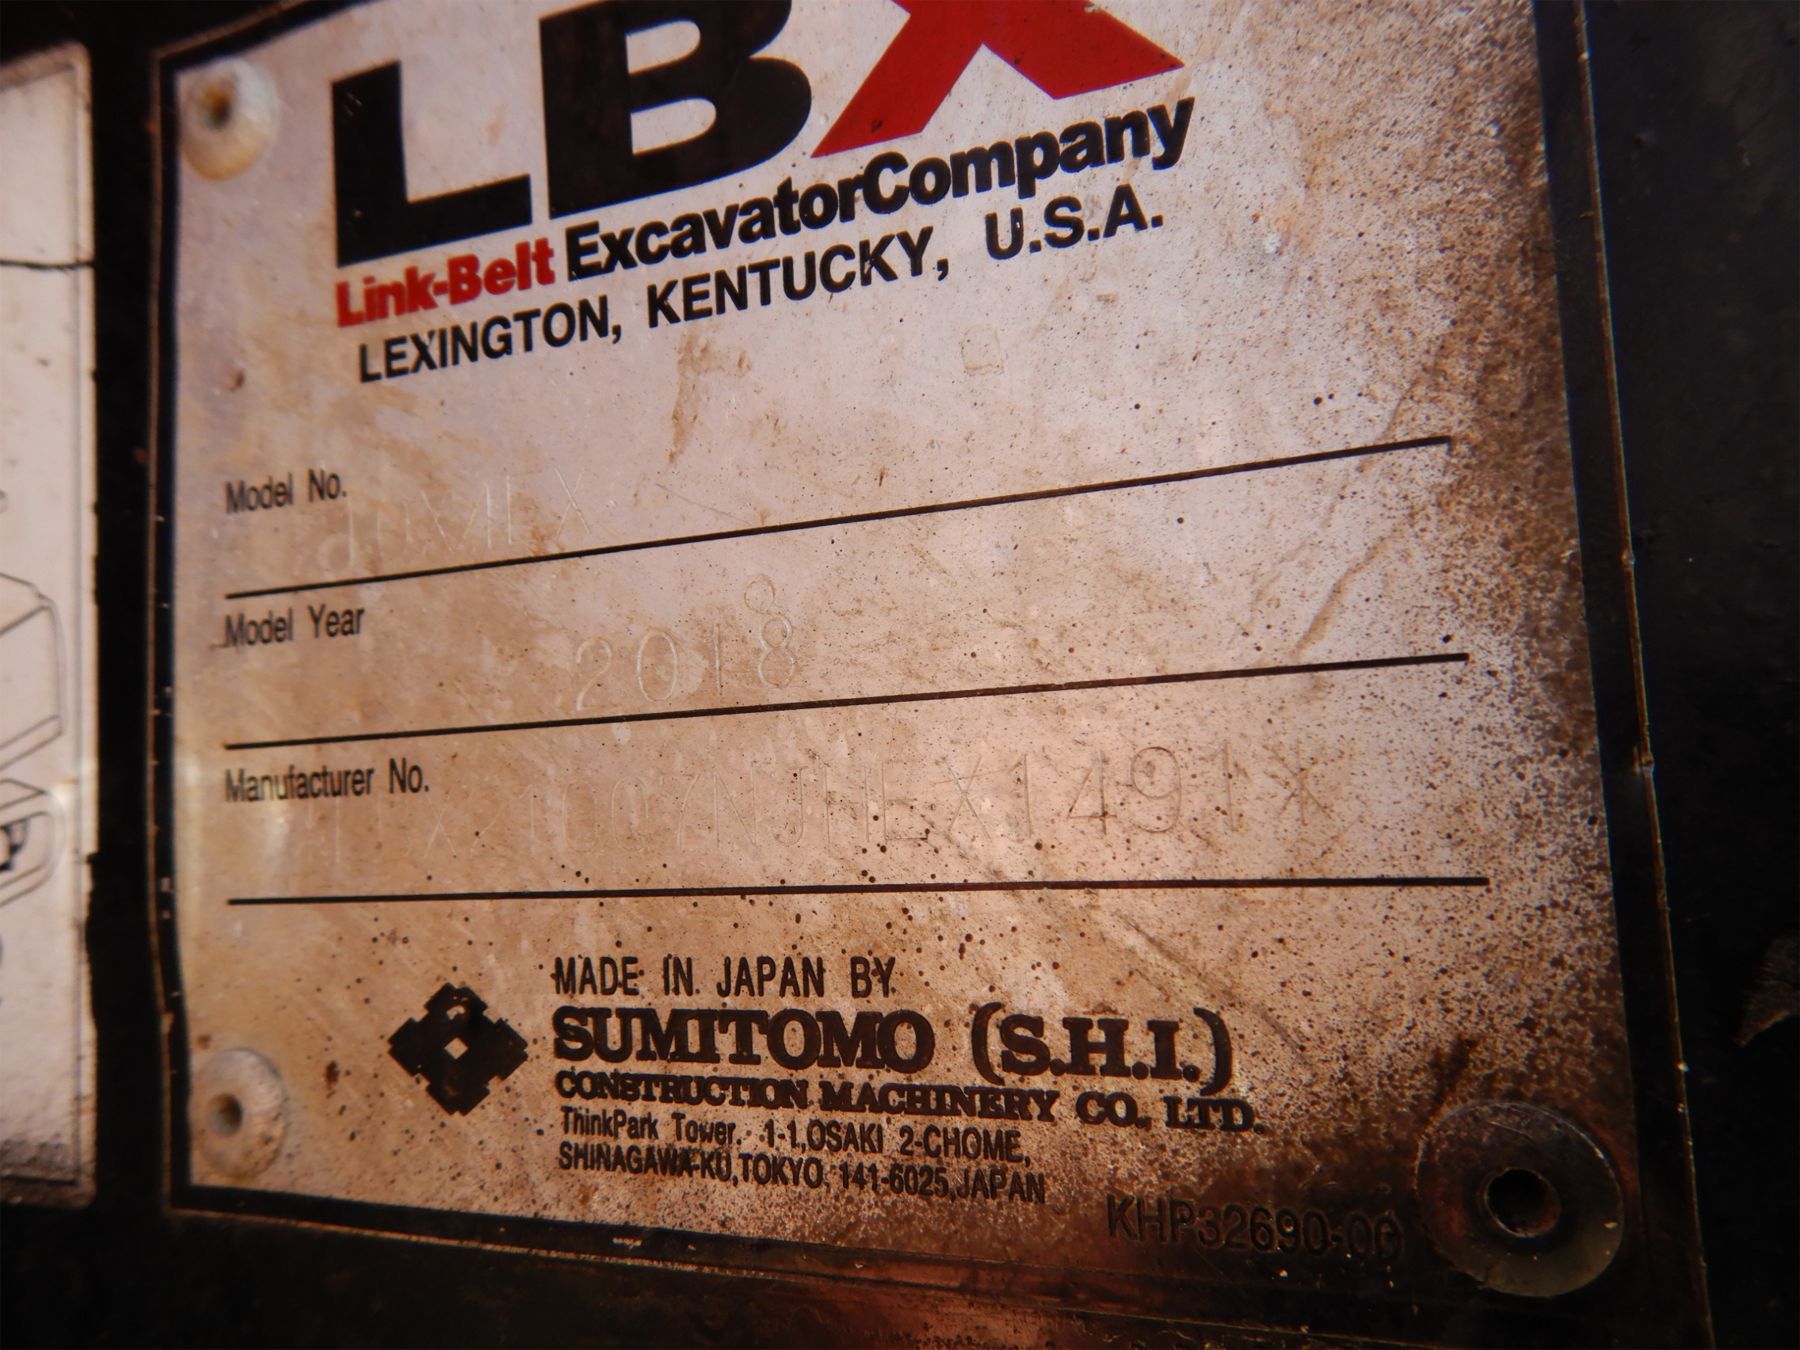 LBX
Link-Belt ExcavatorCompany
LEXINGTON, KENTUCKY, U.S.A.
Model No.
Model Year 2018
Manufacturer No.
MADE IN JAPAN BY
SUMITOMO (S.H.I.)
CONSTRUCTION MACHINERY CO., LTD.
ThinkPark Tower, 1-1,OSAKI 2-CHOME,
SHINAGAWA-KU,TOKYO, 141-6025,JAPAN
KHP32690-00